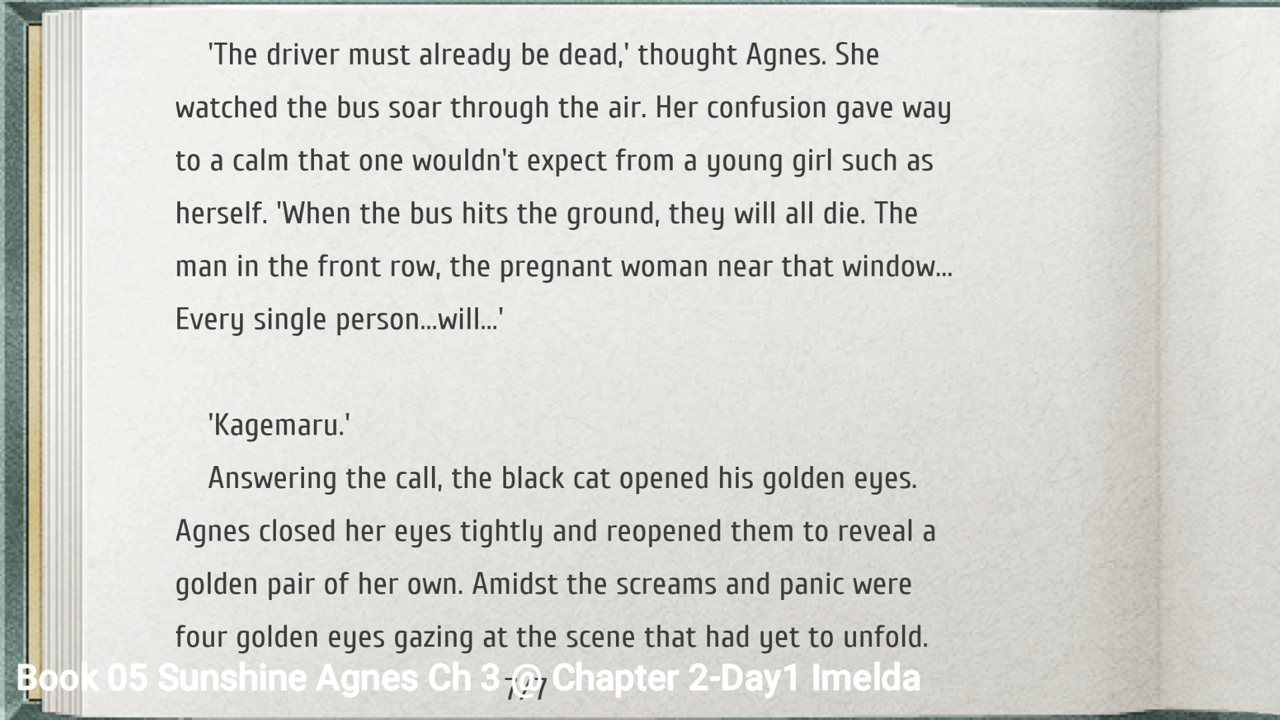 'The driver must already be dead,' thought Agnes. She
watched the bus soar through the air. Her confusion gave way
to a calm that one wouldn't expect from a young girl such as
herself. 'When the bus hits the ground, they will all die. The
man in the front row, the pregnant woman near that window...
Every single person...will...'
'Kagemaru.'
Answering the call, the black cat opened his golden eyes.
Agnes closed her eyes tightly and reopened them to reveal a
golden pair of her own. Amidst the screams and panic were
four golden eyes gazing at the scene that had yet to unfold.
Book 05 Sunshine Agnes Ch 3 @ Chapter 2-Day1 Imelda
7/7